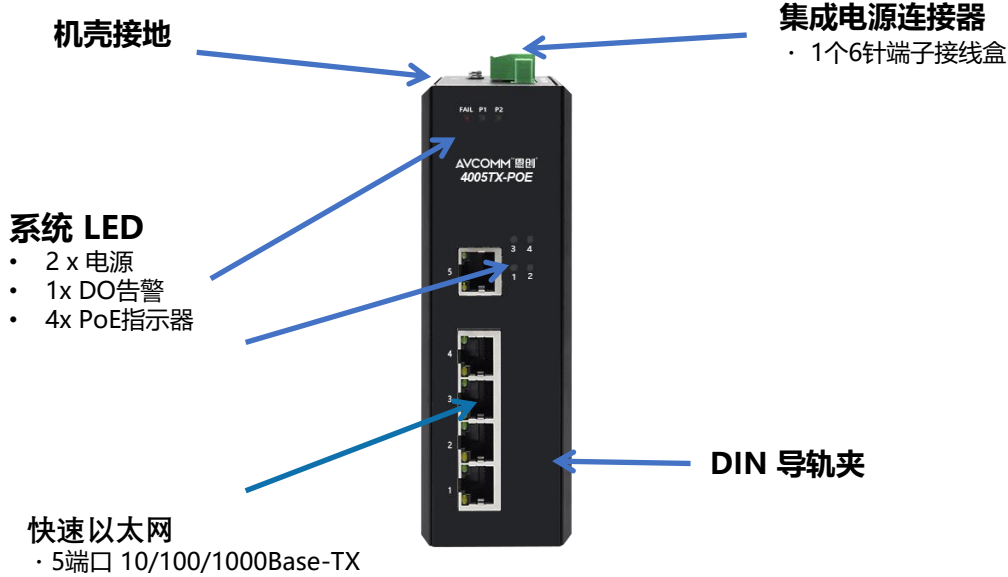 机壳接地
集成电源连接器
· 1个6针端子接线盒
FAIL P1 P2
AVCOMM 恩创
4005TX-POE
系统 LED
• 2 x 电源
• 1x DO告警
• 4x PoE指示器
3 4
5
1 2
4
3
2
1
DIN 导轨夹
快速以太网
· 5端口 10/100/1000Base-TX